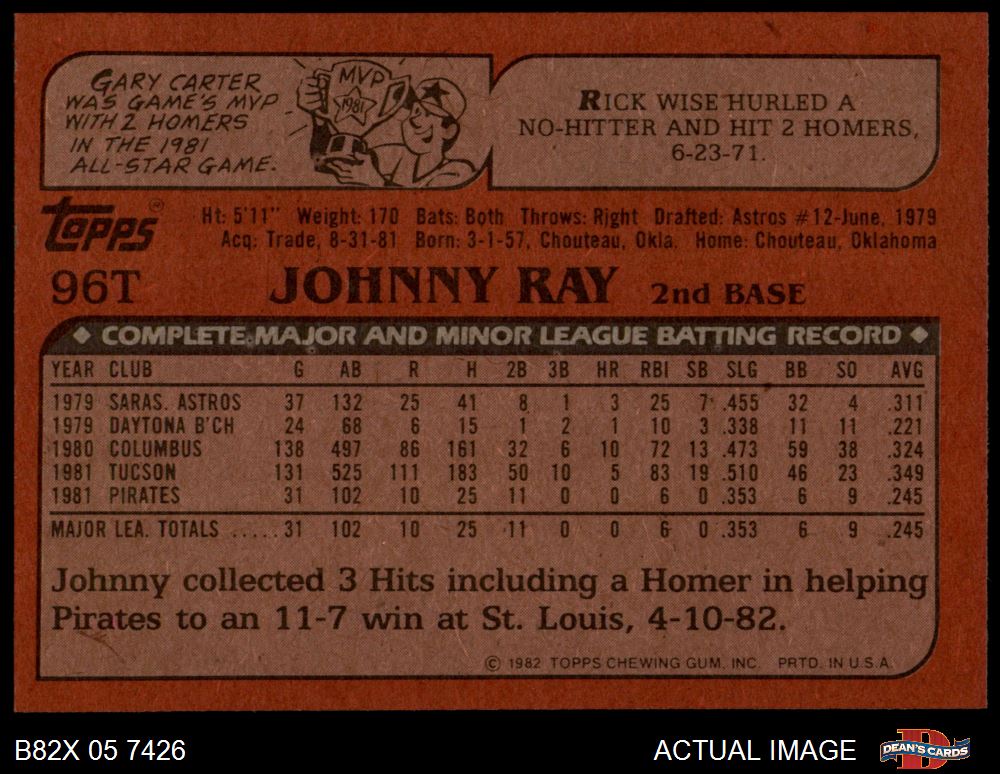 GARY CARTER
WAS GAME'S MVP
WITH 2 HOMERS
IN THE 1981
ALL-STAR GAME.
MVP
1981
RICK WISE HURLED A
NO-HITTER AND HIT 2 HOMERS,
6-23-71.
Topps®
Ht: 5'11" Weight: 170 Bats: Both Throws: Right Drafted: Astros #12-June, 1979
Acq: Trade, 8-31-81 Born: 3-1-57, Chouteau, Okla. Home: Chouteau, Oklahoma
96T JOHNNY RAY 2nd BASE
◆ COMPLETE MAJOR AND MINOR LEAGUE BATTING RECORD ◆
YEAR CLUB G AB R H 2B 3B HR RBI SB SLG BB SO AVG
1979 SARAS. ASTROS 37 132 25 41 8 1 3 25 7 .455 32 4 .311
1979 DAYTONA B'CH 24 68 6 15 1 2 1 10 3 .338 11 11 .221
1980 COLUMBUS 138 497 86 161 32 6 10 72 13 .473 59 38 .324
1981 TUCSON 131 525 111 183 50 10 5 83 19 .510 46 23 .349
1981 PIRATES 31 102 10 25 11 0 0 6 0 .353 6 9 .245
MAJOR LEA. TOTALS .....31 102 10 25 11 0 0 6 0 .353 6 9 .245
Johnny collected 3 Hits including a Homer in helping
Pirates to an 11-7 win at St. Louis, 4-10-82.
© 1982 TOPPS CHEWING GUM, INC. PRTD. IN U.S.A.
B82X 05 7426 ACTUAL IMAGE
DEAN'S CARDS